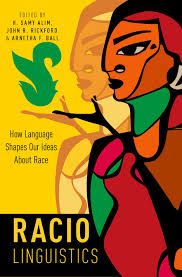 EDITED BY
H. SAMY ALIM,
JOHN R. RICKFORD,
& ARNETHA F. BALL
How Language
Shapes Our Ideas
About Race
RACIO
LINGUISTICS